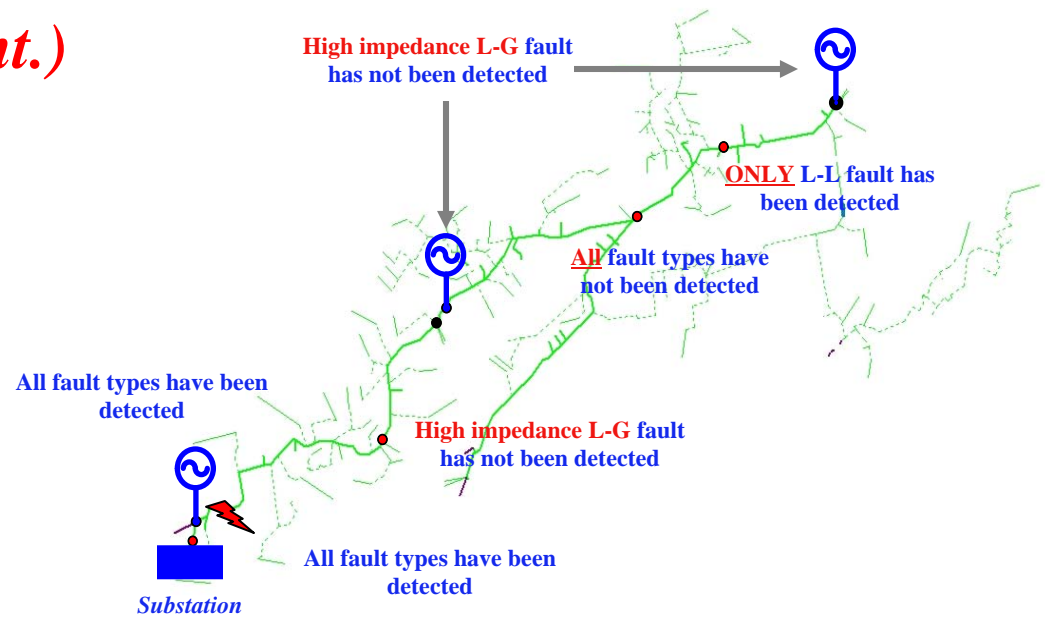 nt.)
High impedance L-G fault
has not been detected
ONLY L-L fault has
been detected
All fault types have
not been detected
All fault types have been
detected
High impedance L-G fault
has not been detected
All fault types have been
detected
Substation